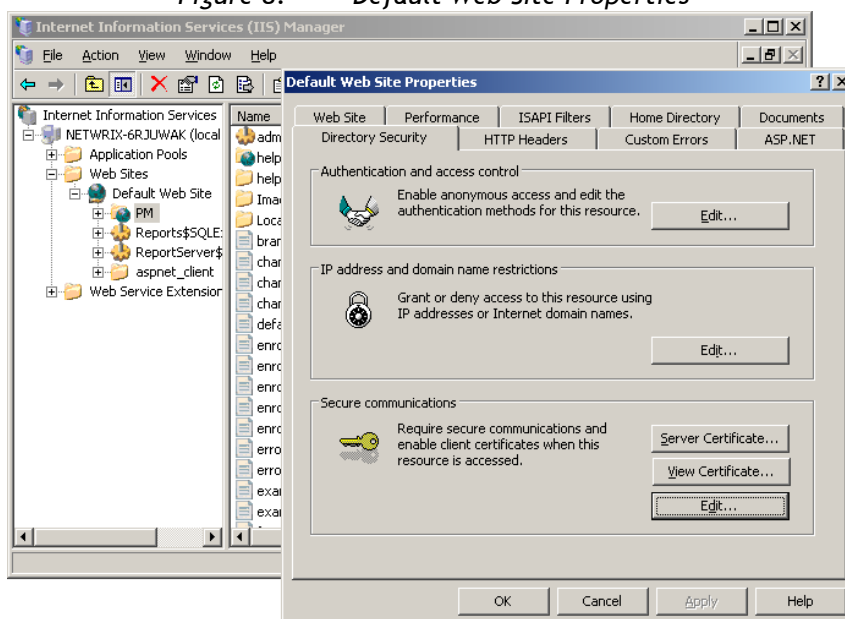 Figure 8: Default Web Site Properties
Internet Information Services (IIS) Manager
File Action View Window Help
Internet Information Services
NETWRIX-6RJUWAK (local
Application Pools
Web Sites
Default Web Site
PM
Reports$SQLE:
ReportServer$
aspnet_client
Web Service Extension
Name
adm
help
help
Imag
Loca
bran
char
char
char
defa
enro
enro
enro
enro
enro
erro
erro
exar
exar
Default Web Site Properties
Web Site Performance ISAPI Filters Home Directory Documents
Directory Security HTTP Headers Custom Errors ASP.NET
Authentication and access control
Enable anonymous access and edit the
authentication methods for this resource.
Edit...
IP address and domain name restrictions
Grant or deny access to this resource using
IP addresses or Internet domain names.
Edit...
Secure communications
Require secure communications and
enable client certificates when this
resource is accessed.
Server Certificate...
View Certificate...
Edit...
OK Cancel Apply Help